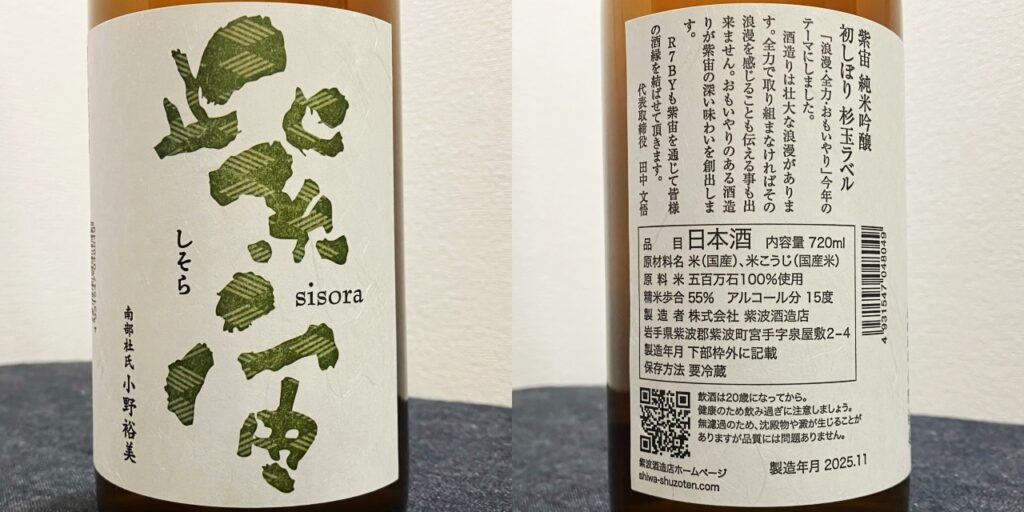 紫宙
しそら
sisora
南部杜氏 小野裕美
紫宙 純米吟醸
初しぼり 杉玉ラベル
「浪漫・全力・おもいやり」今年の
テーマにしました。
酒造りは壮大な浪漫がありま
す。全力で取り組まなければその
浪漫を感じることも伝える事も出
来ません。おもいやりのある酒造
りが紫宙の深い味わいを創出しま
す。
R7BYも紫宙を通じて皆様
の酒縁を結ばせて頂きます。
代表取締役 田中 文悟
品目 日本酒 内容量 720ml
原材料名 米(国産)、米こうじ(国産米)
原料米 五百万石100%使用
精米歩合 55% アルコール分 15度
製造者 株式会社 紫波酒造店
岩手県紫波郡紫波町宮手字泉屋敷2-4
製造年月 下部枠外に記載
保存方法 要冷蔵
4931547048049
飲酒は20歳になってから。
健康のため飲み過ぎに注意しましょう。
無濾過のため、沈殿物や澱が生じることが
ありますが品質には問題ありません。
紫波酒造店ホームページ
shiwa-shuzoten.com
製造年月 2025.11